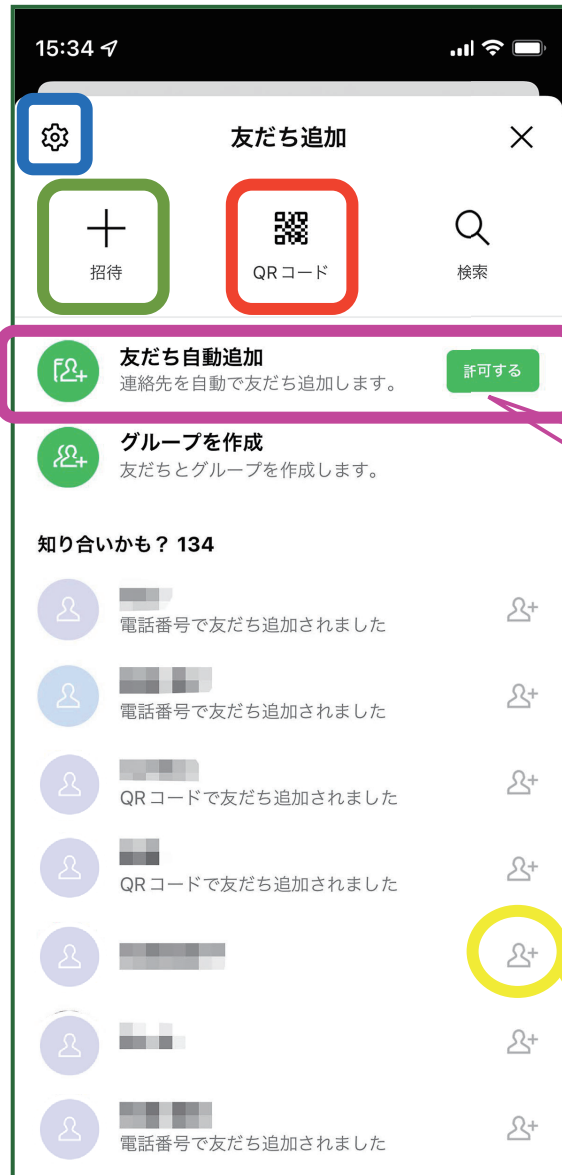 15:34
友だち追加
招待
QRコード
検索
友だち自動追加
連絡先を自動で友だち追加します。
許可する
グループを作成
友だちとグループを作成します。
知り合いかも？ 134
電話番号で友だち追加されました
電話番号で友だち追加されました
QRコードで友だち追加されました
QRコードで友だち追加されました
電話番号で友だち追加されました